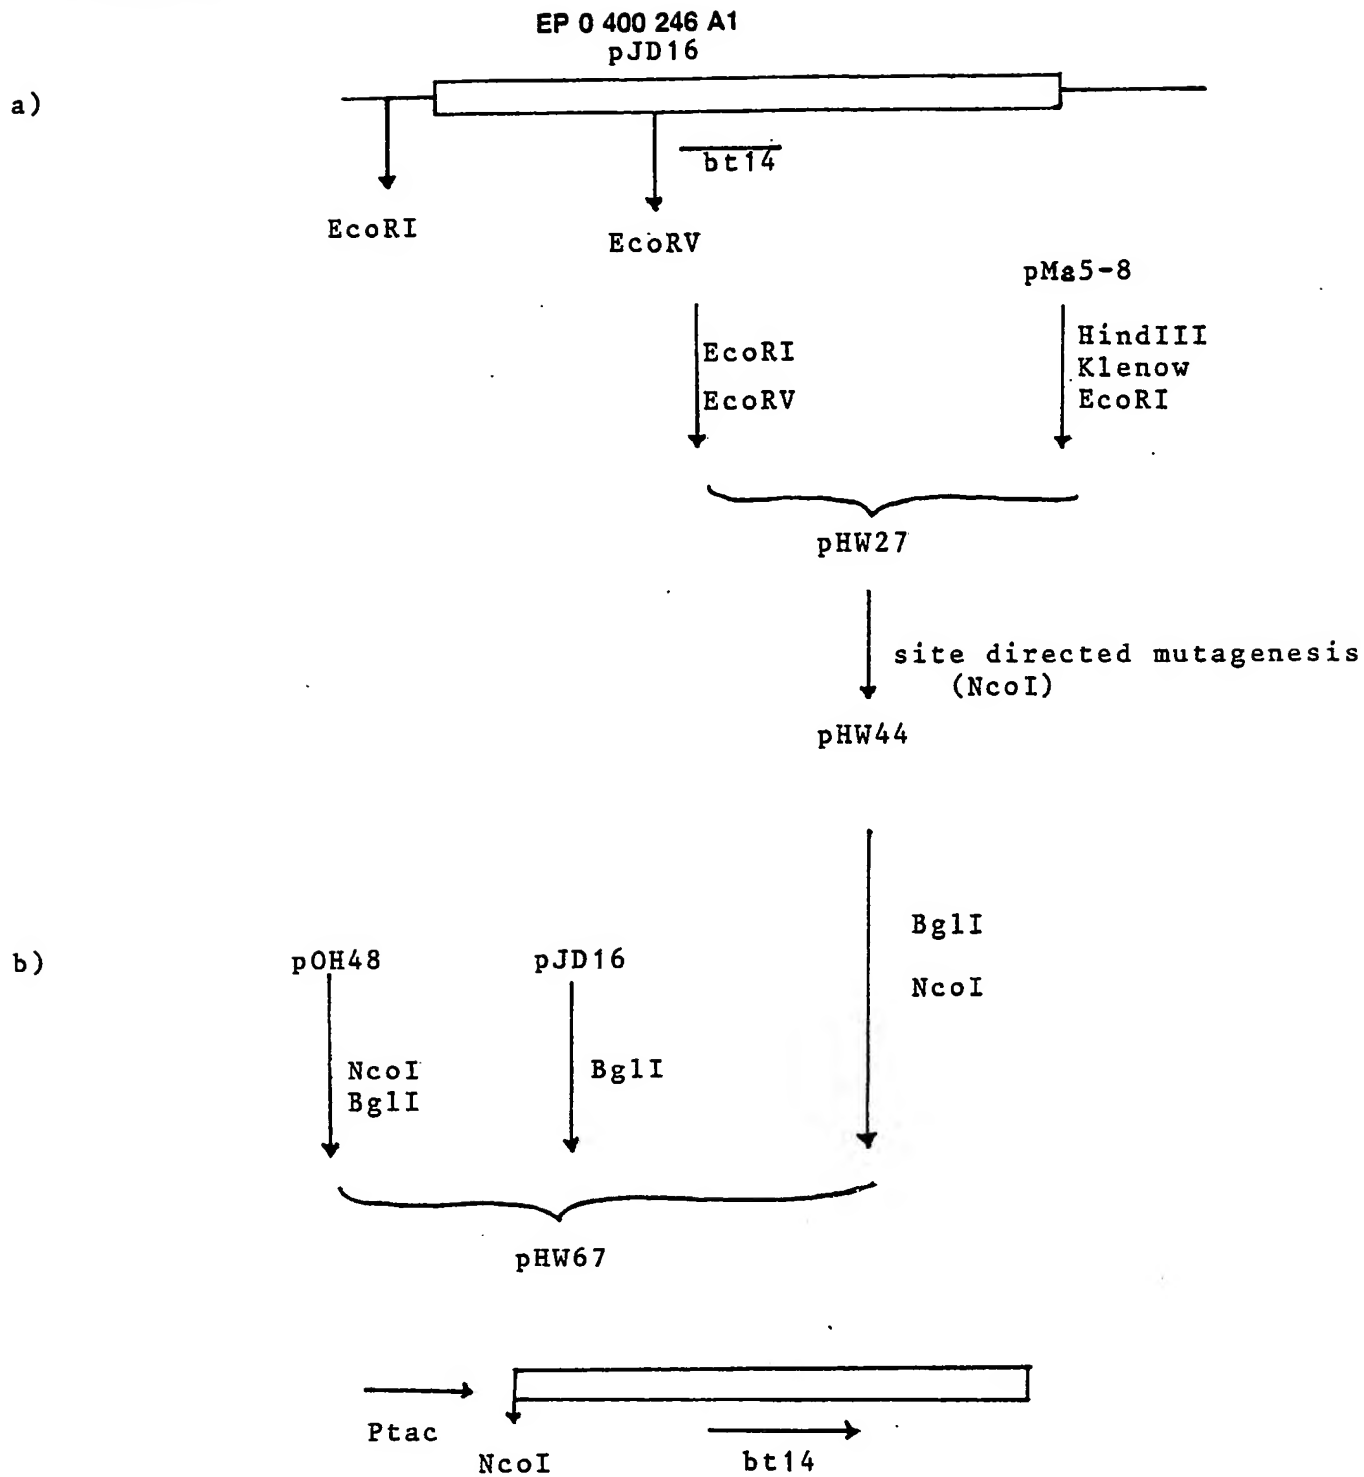 EP 0 400 246 A1
pJD16
a)
bt14
EcoRI
EcoRV
pMa5-8
EcoRI
EcoRV
HindIII
Klenow
EcoRI
pHW27
site directed mutagenesis
(NcoI)
pHW44
BglI
NcoI
b)
pOH48
pJD16
NcoI
BglI
BglI
pHW67
Ptac
NcoI
bt14